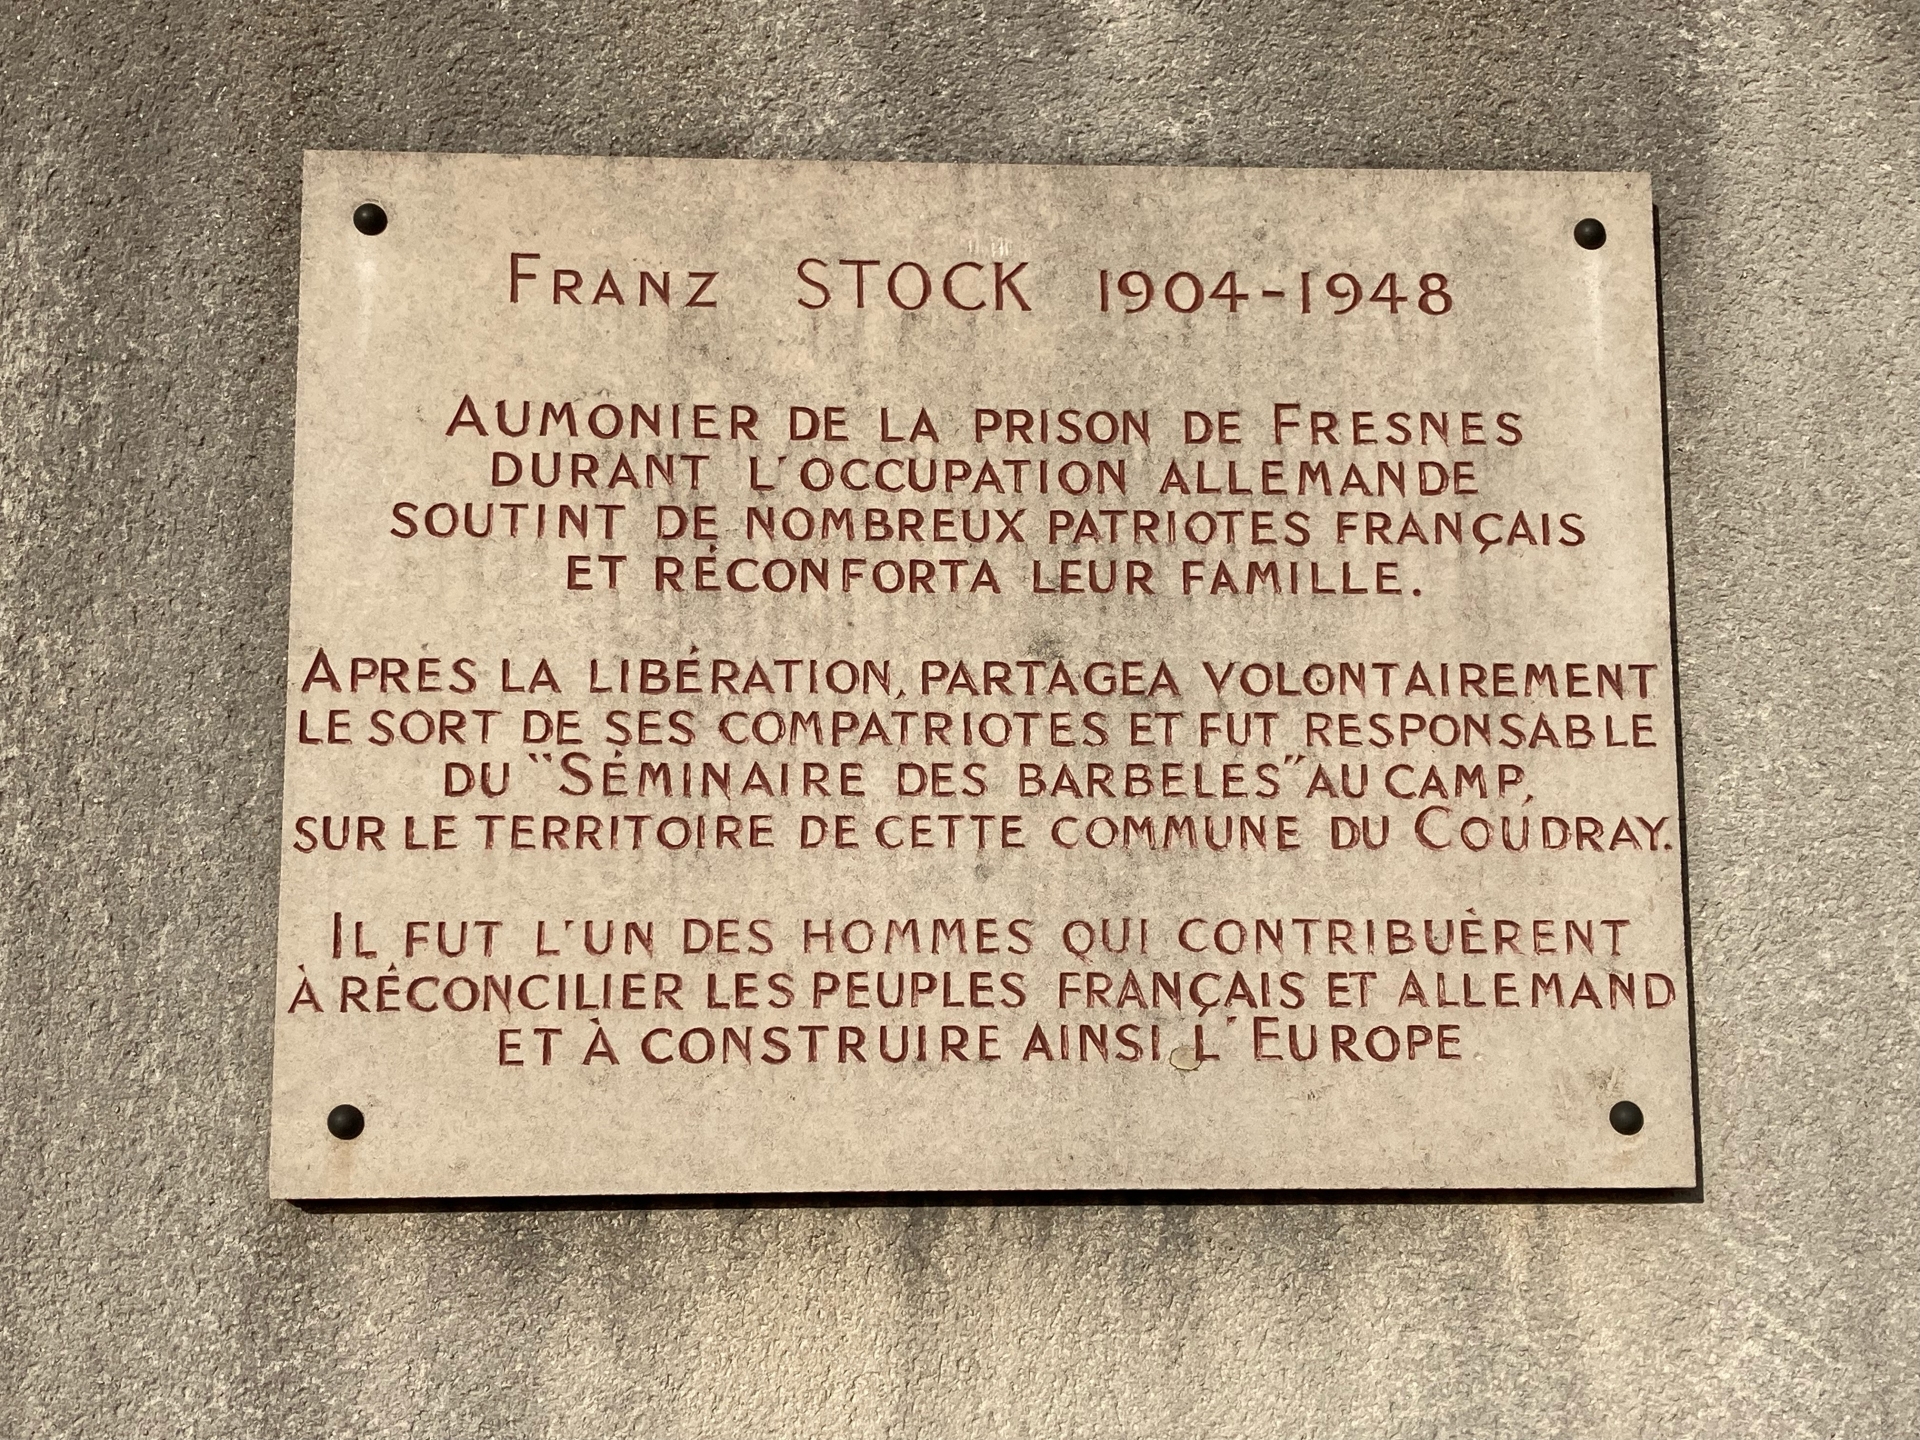 FRANZ STOCK 1904-1948
AUMONIER DE LA PRISON DE FRESNES
DURANT L'OCCUPATION ALLEMANDE
SOUTINT DE NOMBREUX PATRIOTES FRANÇAIS
ET RÉCONFORTA LEUR FAMILLE.
APRES LA LIBÉRATION, PARTAGEA VOLONTAIREMENT
LE SORT DE SES COMPATRIOTES ET FUT RESPONSABLE
DU "SÉMINAIRE DES BARBELES" AU CAMP,
SUR LE TERRITOIRE DE CETTE COMMUNE DU COUDRAY.
IL FUT L'UN DES HOMMES QUI CONTRIBUÈRENT
À RÉCONCILIER LES PEUPLES FRANÇAIS ET ALLEMAND
ET À CONSTRUIRE AINSI L'EUROPE